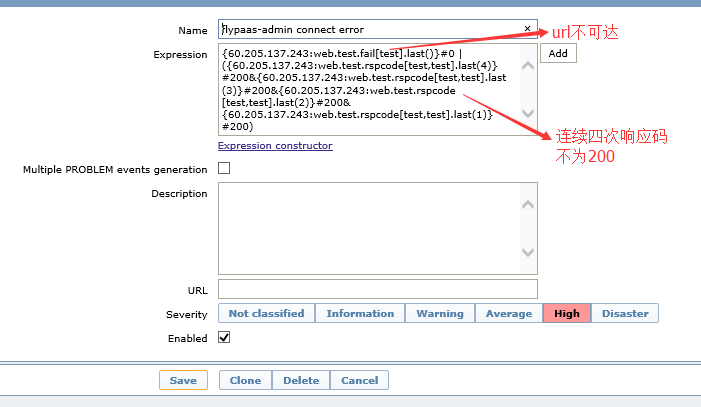 Name
flypaas-admin connect error
×
url不可达
Expression
{60.205.137.243:web.test.fail[test].last()}#0 |
({60.205.137.243:web.test.rspcode[test,test].last(4)}
#200&{60.205.137.243:web.test.rspcode[test,test].last
(3)}#200&{60.205.137.243:web.test.rspcode
[test,test].last(2)}#200&
{60.205.137.243:web.test.rspcode[test,test].last(1)}
#200)
Add
连续四次响应码
不为200
Expression constructor
Multiple PROBLEM events generation
Description
URL
Severity
Not classified
Information
Warning
Average
High
Disaster
Enabled
Save
Clone
Delete
Cancel